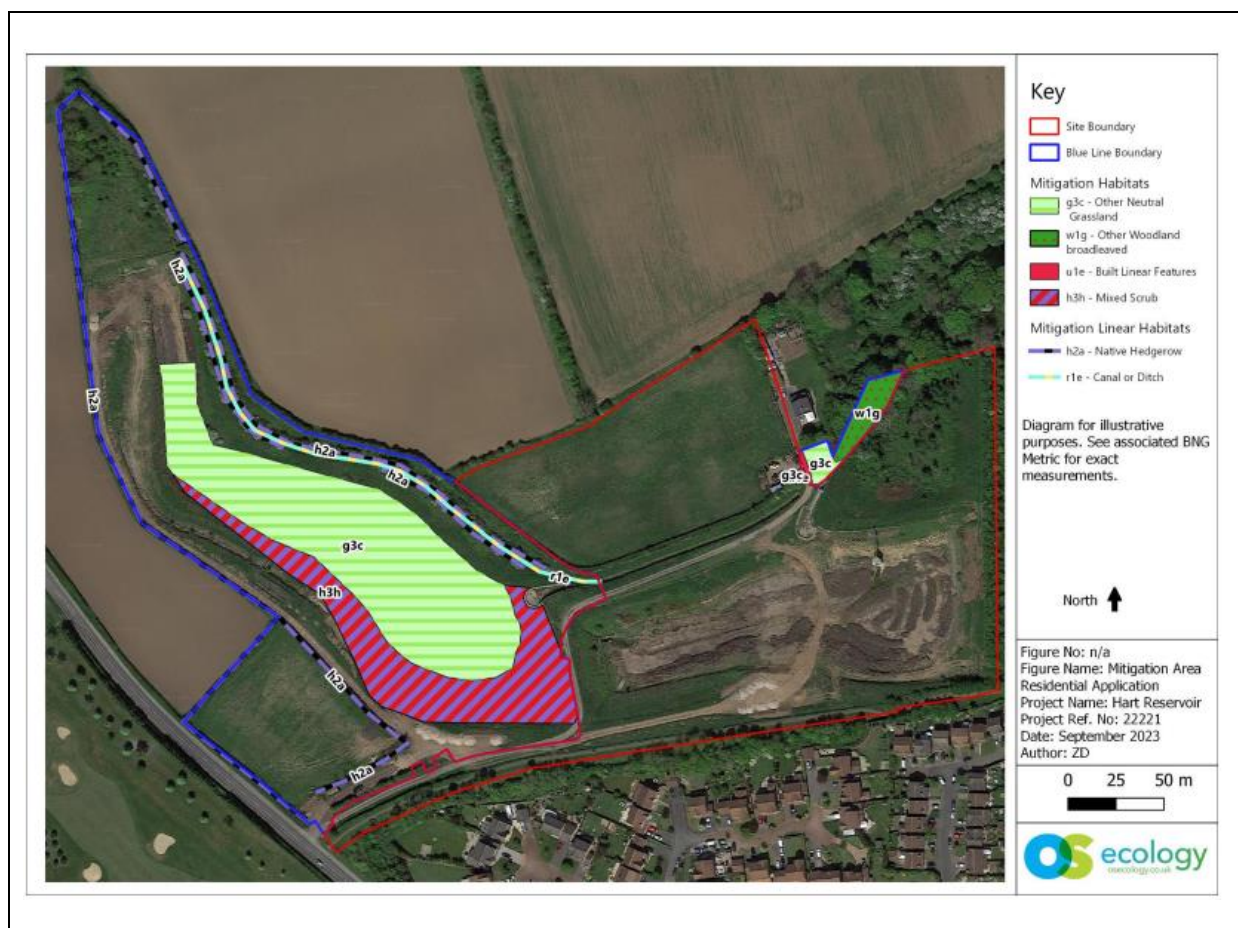 h2a
h2a
h2a
h2a
r1e
g3c
h3h
h2a
h2a
w1g
g3c
g3c
Key
Site Boundary
Blue Line Boundary
Mitigation Habitats
g3c - Other Neutral
Grassland
w1g - Other Woodland
broadleaved
u1e - Built Linear Features
h3h - Mixed Scrub
Mitigation Linear Habitats
h2a - Native Hedgerow
r1e - Canal or Ditch
Diagram for illustrative
purposes. See associated BNG
Metric for exact
measurements.
North
Figure No: n/a
Figure Name: Mitigation Area
Residential Application
Project Name: Hart Reservoir
Project Ref. No: 22221
Date: September 2023
Author: ZD
0 25 50 m
OS ecology
osecology.co.uk